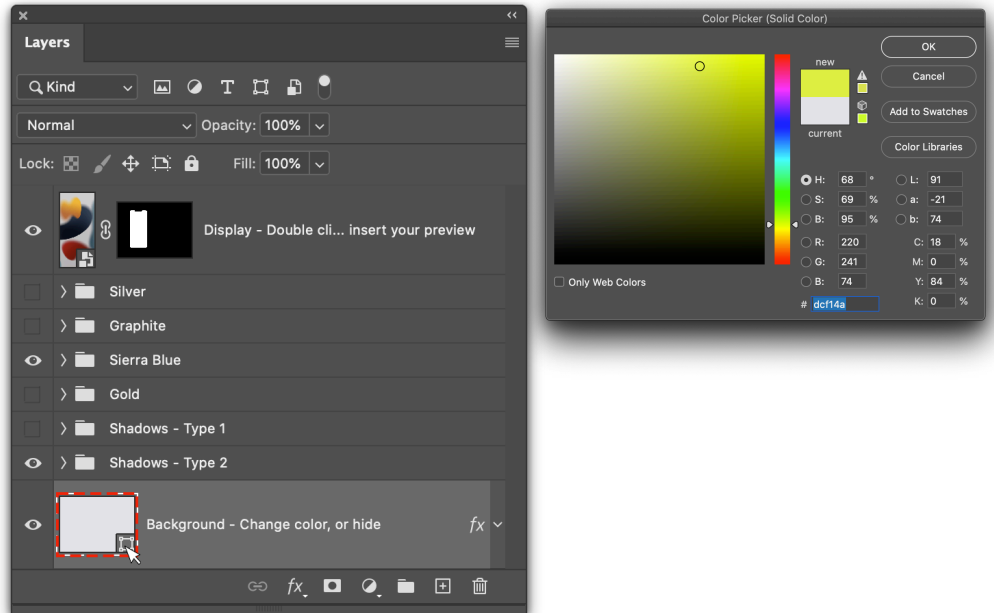 Layers
Kind
T
Normal
Opacity: 100%
Lock:
Fill: 100%
Display - Double cli... insert your preview
Silver
Graphite
Sierra Blue
Gold
Shadows - Type 1
Shadows - Type 2
Background - Change color, or hide
fx
fx
Color Picker (Solid Color)
new
current
OK
Cancel
Add to Swatches
Color Libraries
Only Web Colors
H: 68 °
S: 69 %
B: 95 %
R: 220
G: 241
B: 74
# dcf14a
L: 91
a: -21
b: 74
C: 18 %
M: 0 %
Y: 84 %
K: 0 %